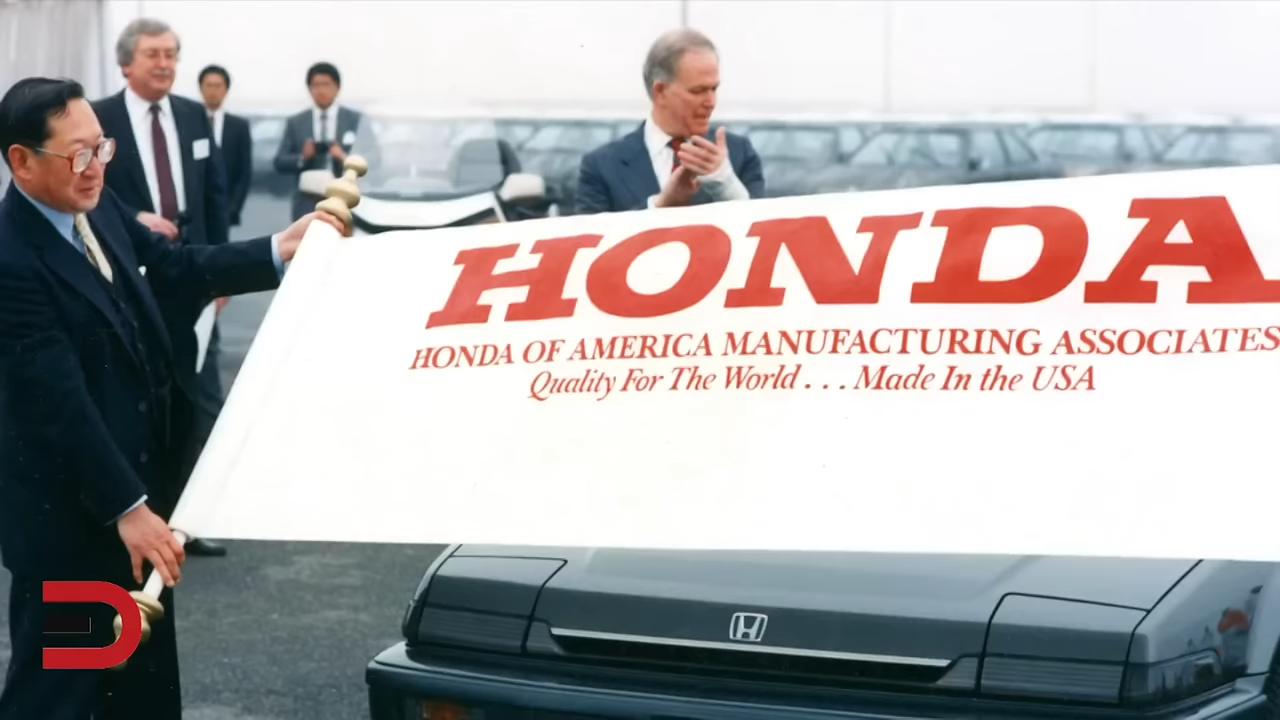 HONDA
HONDA OF AMERICA MANUFACTURING ASSOCIATES
Quality For The World . . . Made In the USA